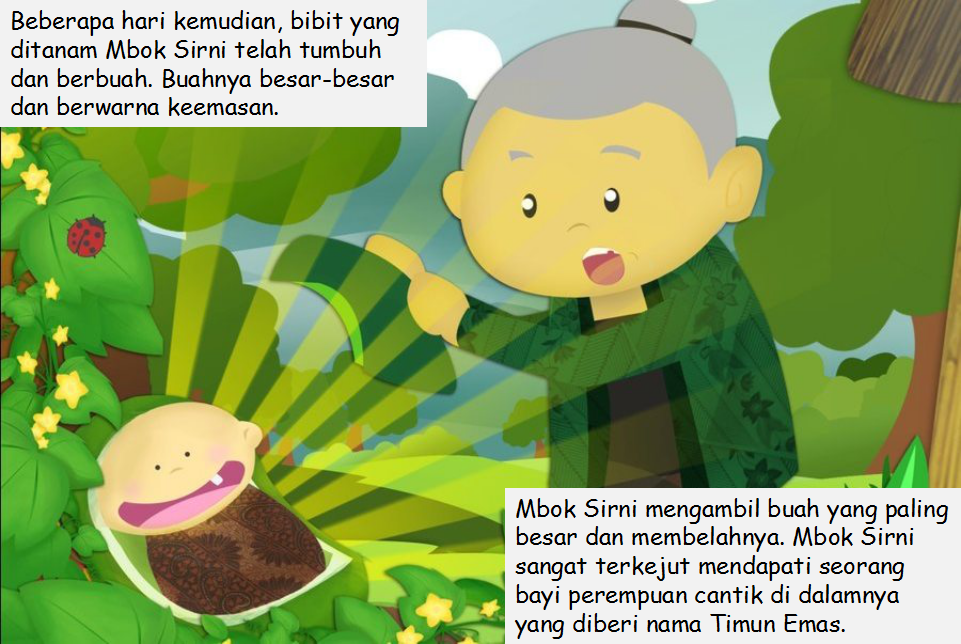 Beberapa hari kemudian, bibit yang
ditanam Mbok Sirni telah tumbuh
dan berbuah. Buahnya besar-besar
dan berwarna keemasan.
Mbok Sirni mengambil buah yang paling
besar dan membelahnya. Mbok Sirni
sangat terkejut mendapati seorang
bayi perempuan cantik di dalamnya
yang diberi nama Timun Emas.